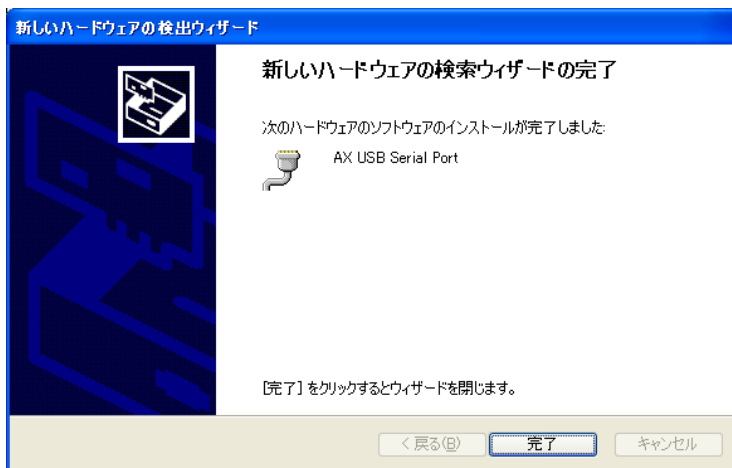 新しいハードウェアの検出ウィザード
新しいハードウェアの検索ウィザードの完了
次のハードウェアのソフトウェアのインストールが完了しました:
AX USB Serial Port
[完了] をクリックするとウィザードを閉じます。
< 戻る(B) 完了 キャンセル